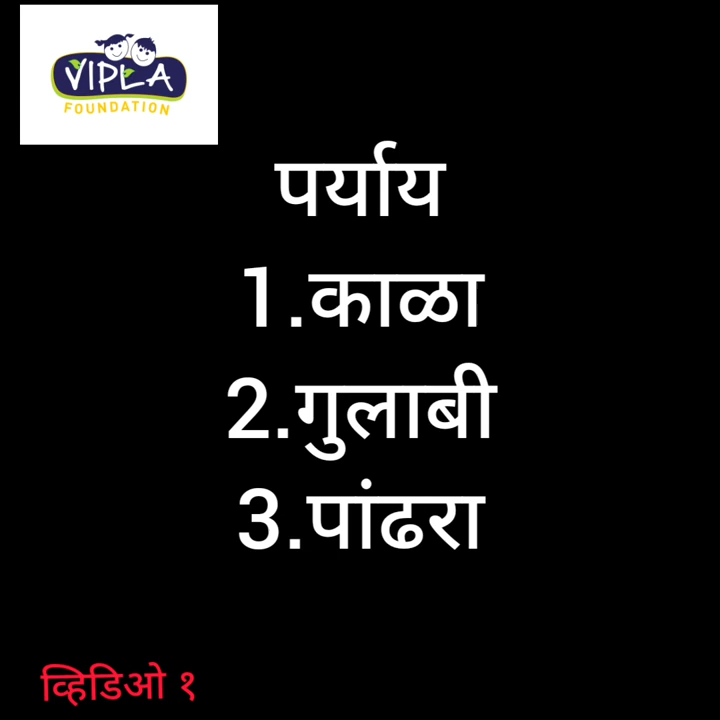 VIPLA
FOUNDATION
पर्याय
1.काळा
2.गुलाबी
3.पांढरा
व्हिडिओ १